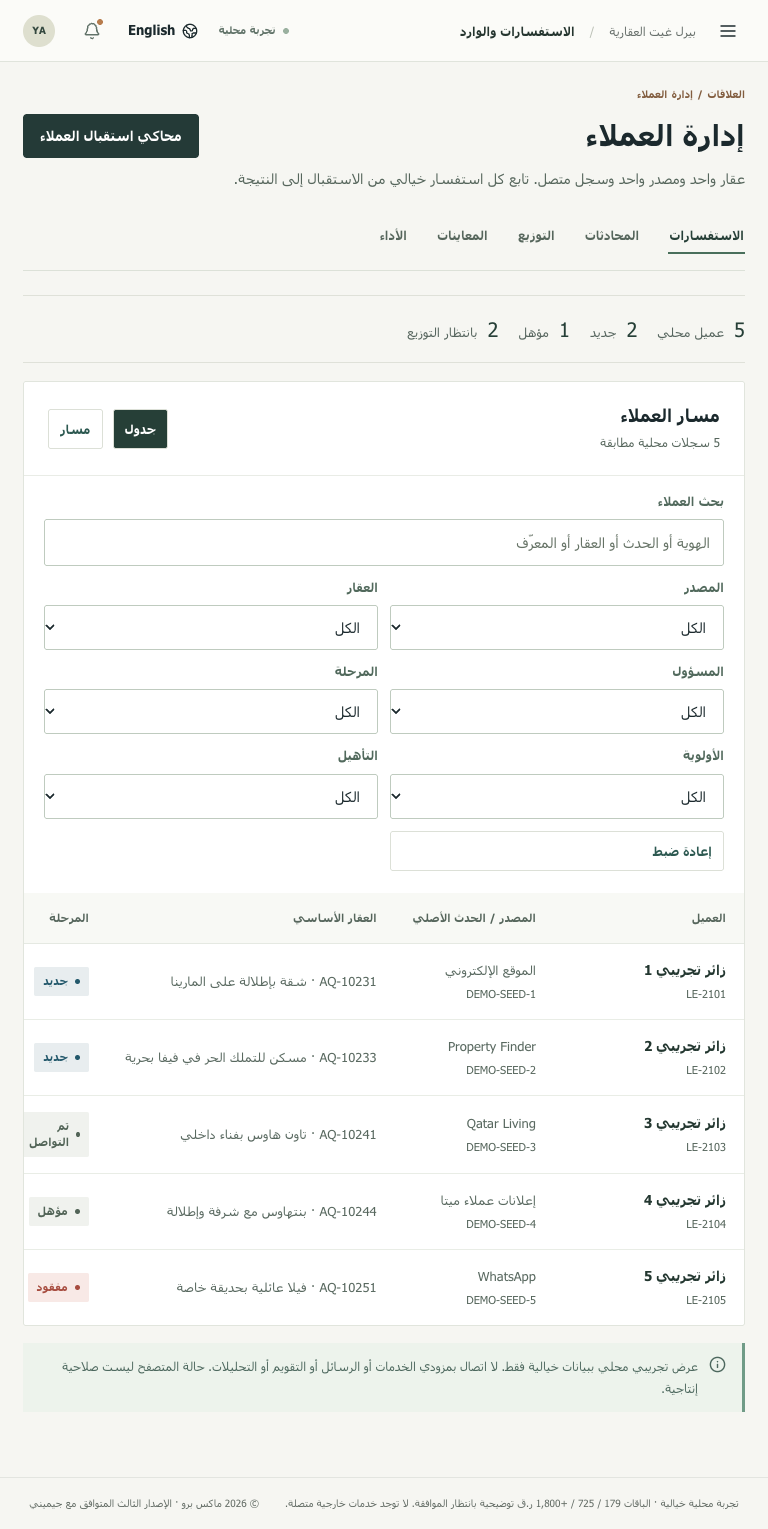 بيرل غيت العقارية / الاستفسارات والوارد
تجربة محلية
English
YA
العلاقات / إدارة العملاء
إدارة العملاء
محاكي استقبال العملاء
عقار واحد ومصدر واحد وسجل متصل. تابع كل استفسار خيالي من الاستقبال إلى النتيجة.
الاستفسارات المحادثات التوزيع المعاينات الأداء
5 عميل محلي 2 جديد 1 مؤهل 2 بانتظار التوزيع
مسار العملاء
5 سجلات محلية مطابقة
جدول مسار
بحث العملاء
الهوية أو الحدث أو العقار أو المعرّف
المصدر العقار
الكل الكل
المسؤول المرحلة
الكل الكل
الأولوية التأهيل
الكل الكل
إعادة ضبط
العميل المصدر / الحدث الأصلي العقار الأساسي المرحلة
زائر تجريبي 1 الموقع الإلكتروني AQ-10231 · شقة بإطلالة على المارينا جديد
LE-2101 DEMO-SEED-1
زائر تجريبي 2 Property Finder AQ-10233 · مسكن للتملك الحر في فيفا بحرية جديد
LE-2102 DEMO-SEED-2
زائر تجريبي 3 Qatar Living AQ-10241 · تاون هاوس بفناء داخلي تم التواصل
LE-2103 DEMO-SEED-3
زائر تجريبي 4 إعلانات عملاء ميتا AQ-10244 · بنتهاوس مع شرفة وإطلالة مؤهل
LE-2104 DEMO-SEED-4
زائر تجريبي 5 WhatsApp AQ-10251 · فيلا عائلية بحديقة خاصة مفقود
LE-2105 DEMO-SEED-5
عرض تجريبي محلي ببيانات خيالية فقط. لا اتصال بمزودي الخدمات أو الرسائل أو التقويم أو التحليلات. حالة المتصفح ليست صلاحية
إنتاجية.
تجربة محلية خيالية · الباقات 179 / 725 / +1,800 ر.ق توضيحية بانتظار الموافقة. لا توجد خدمات خارجية متصلة.
© 2026 ماكس برو · الإصدار الثالث المتوافق مع جيميني